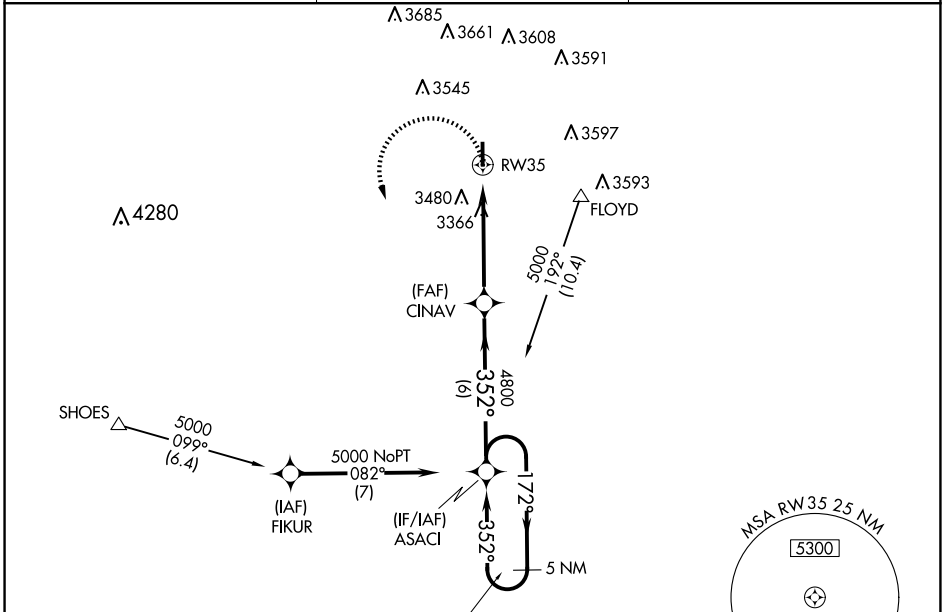 3685
3661
3608
3591
3545
3597
RW35
3593
3480
3366
FLOYD
4280
5000
192°
(10.4)
(FAF)
CINAV
4800
352°
(6)
SHOES
5000
099°
(6.4)
5000 NoPT
082°
(7)
(IAF)
FIKUR
(IF/IAF)
ASACI
172°
352°
5 NM
MSA RW35 25 NM
5300